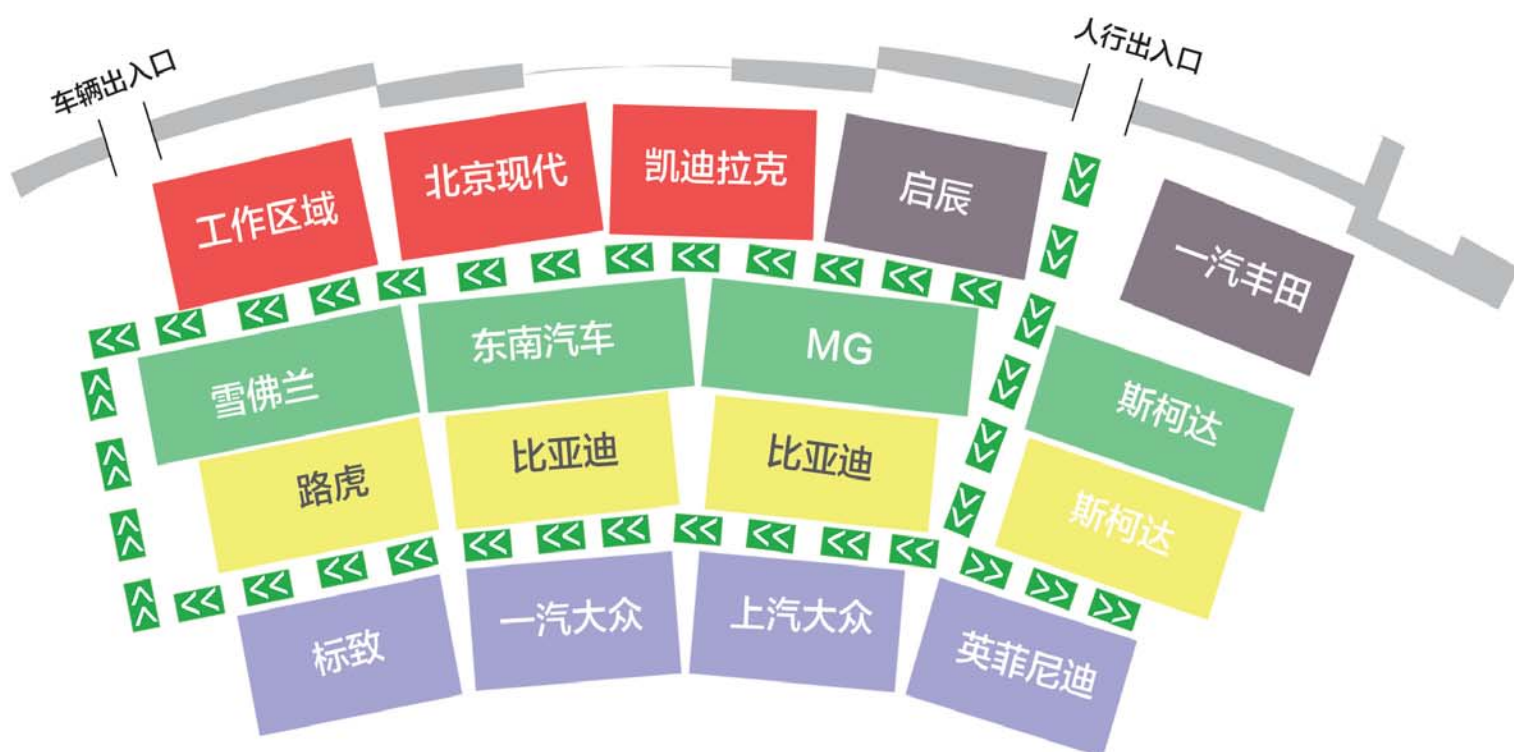 车辆出入口
人行出入口
工作区域
北京现代
凯迪拉克
启辰
一汽丰田
雪佛兰
东南汽车
MG
斯柯达
路虎
比亚迪
比亚迪
斯柯达
标致
一汽大众
上汽大众
英菲尼迪